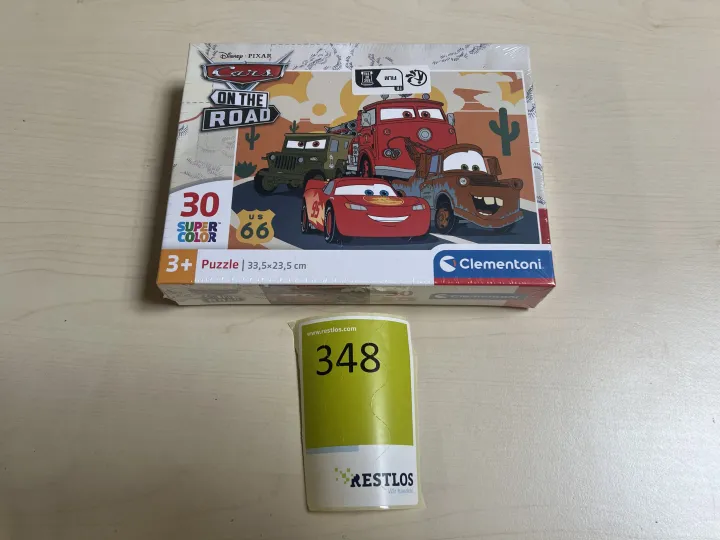 Disney · PIXAR
Cars
ON THE
ROAD
30
SUPER
COLOR
US
66
3+ Puzzle | 33,5×23,5 cm
Clementoni
www.restlos.com
348
RESTLOS